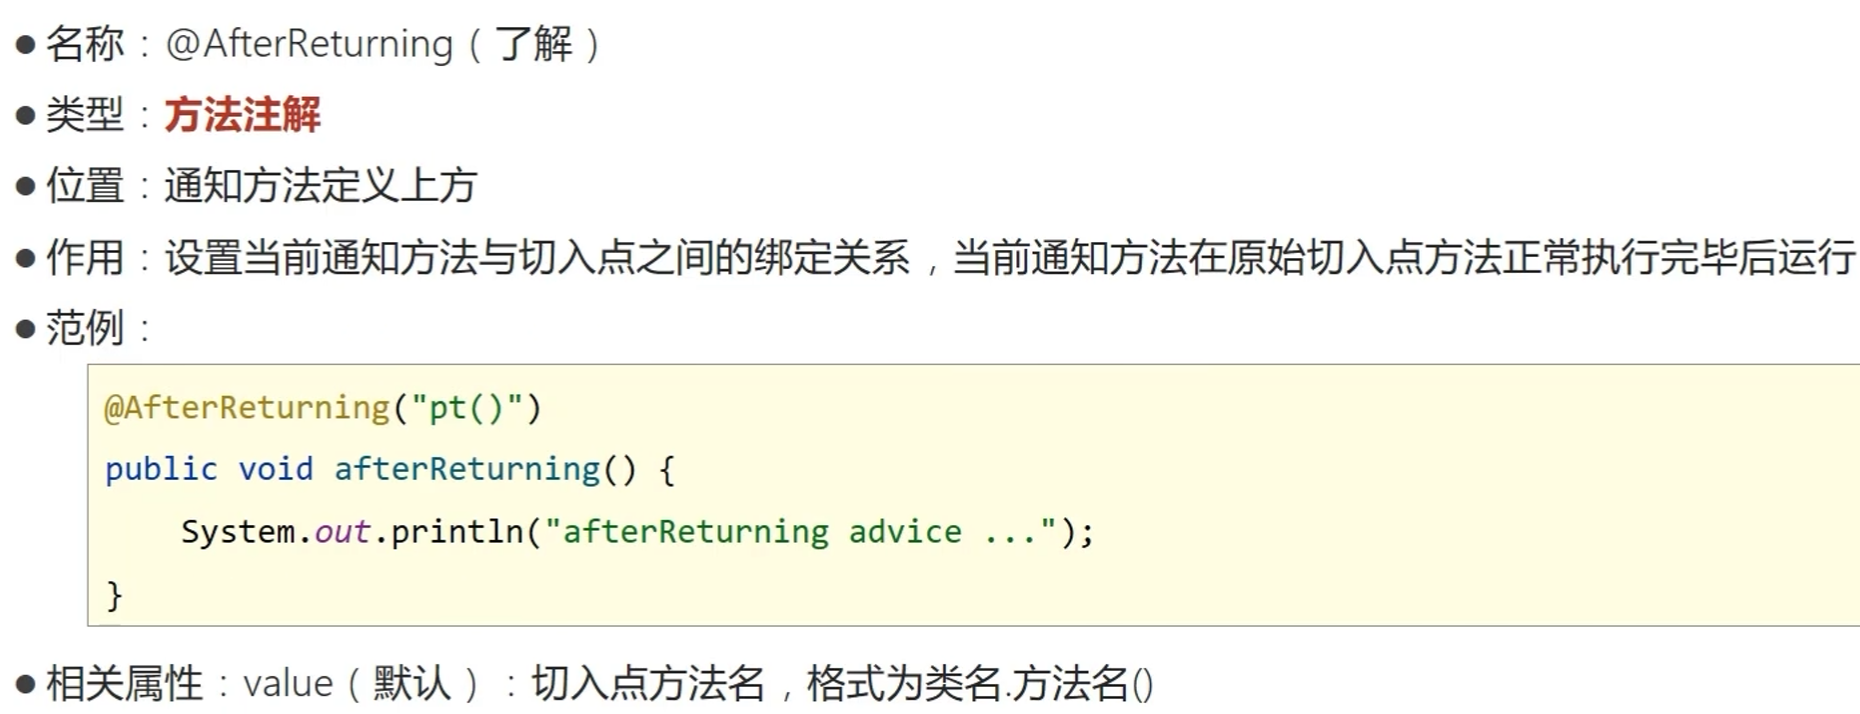 ● 名称：@AfterReturning（了解）
● 类型：方法注解
● 位置：通知方法定义上方
● 作用：设置当前通知方法与切入点之间的绑定关系，当前通知方法在原始切入点方法正常执行完毕后运行
● 范例：
@AfterReturning("pt()")
public void afterReturning() {
    System.out.println("afterReturning advice ...");
}
● 相关属性：value（默认）：切入点方法名，格式为类名.方法名()